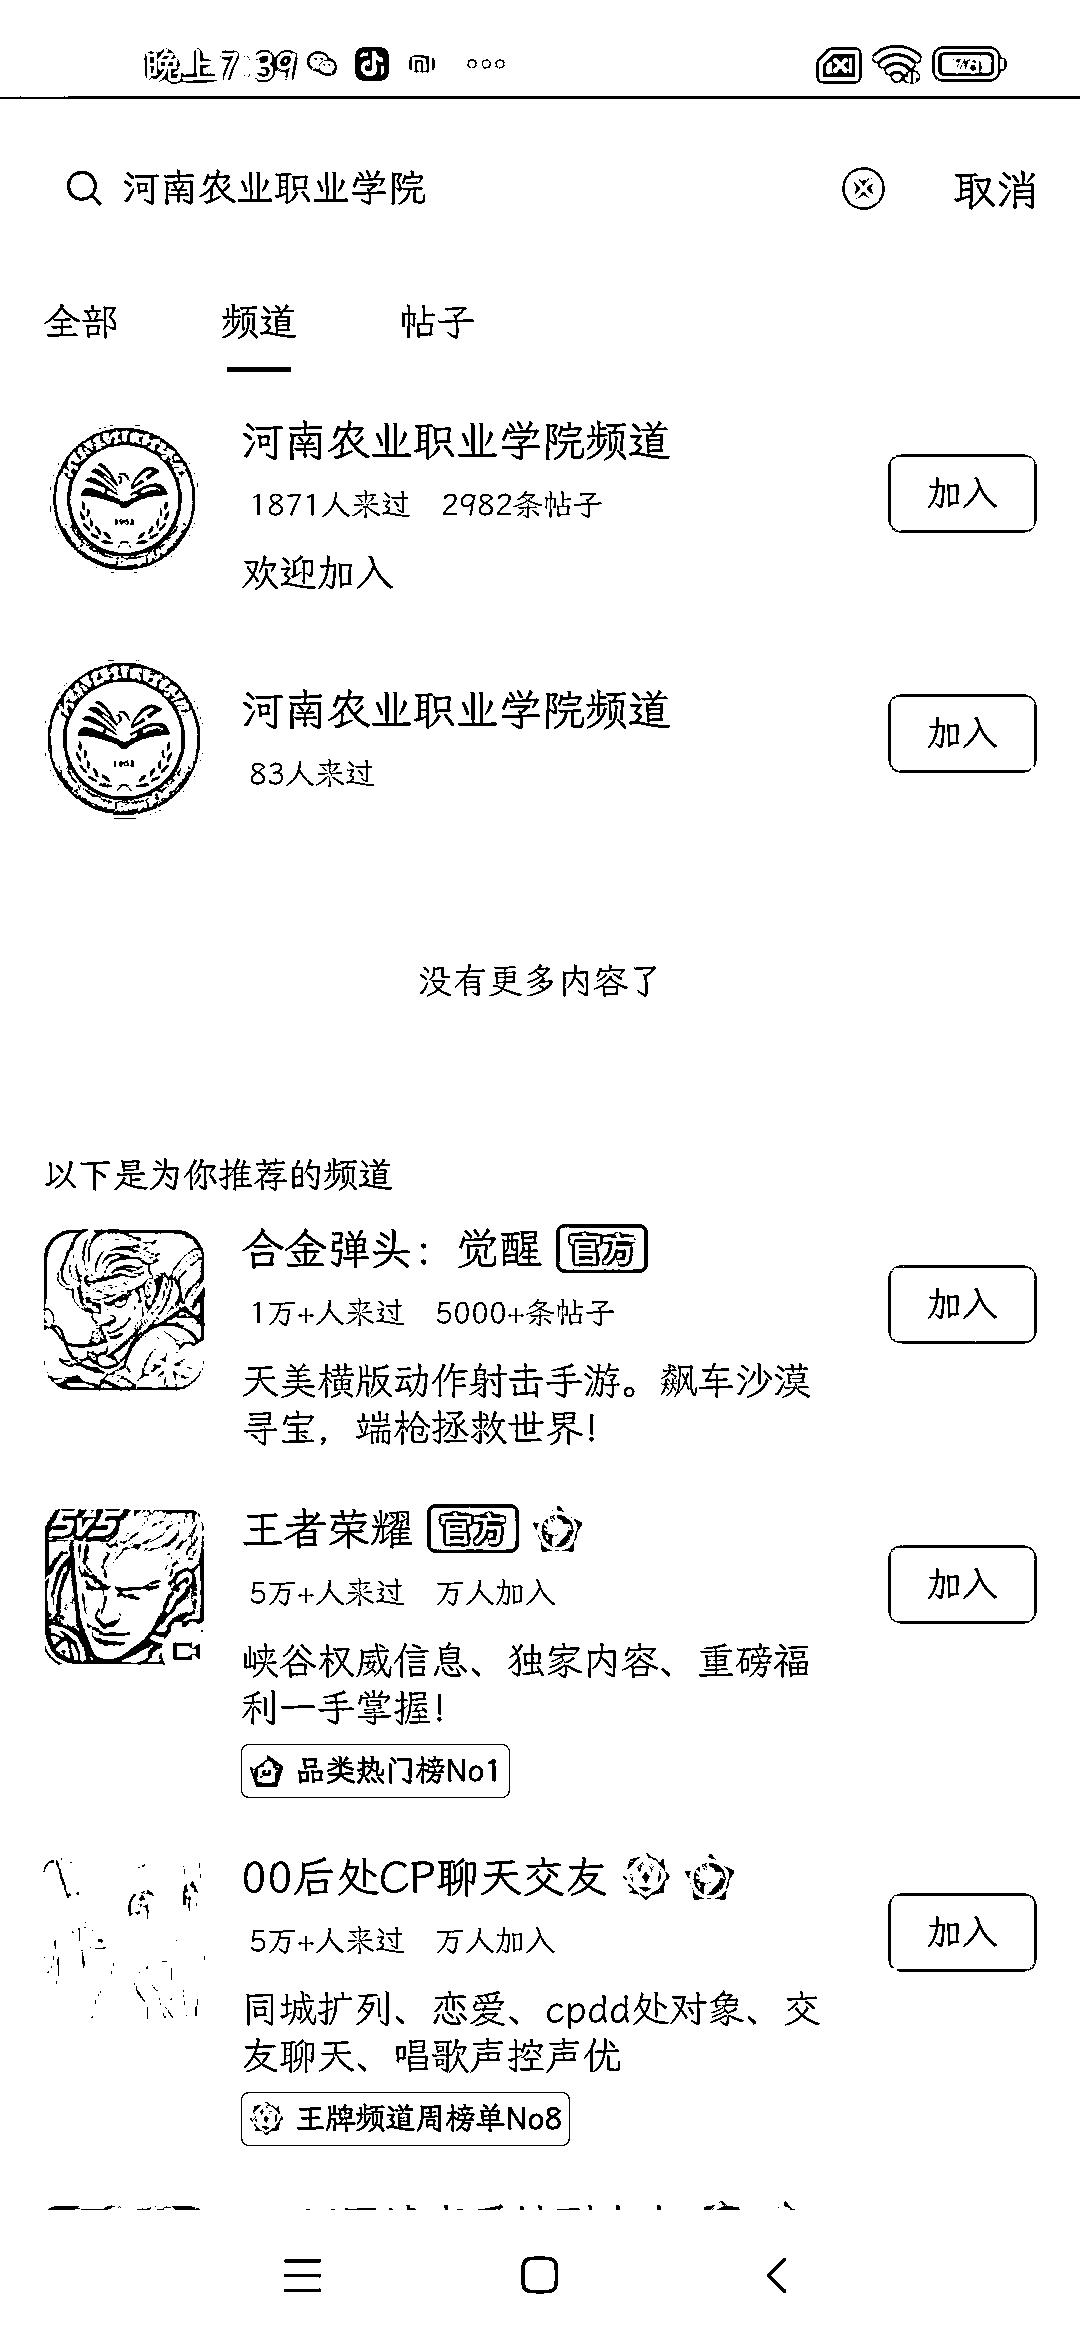 晚上7:39
河南农业职业学院
取消
全部 频道 帖子
河南农业职业学院频道
1871人来过 2982条帖子
加入
欢迎加入
1952
河南农业职业学院频道
83人来过
加入
1952
没有更多内容了
以下是为你推荐的频道
合金弹头：觉醒 官方
1万+人来过 5000+条帖子
加入
天美横版动作射击手游。飙车沙漠
寻宝，端枪拯救世界！
5v5
王者荣耀 官方
5万+人来过 万人加入
加入
峡谷权威信息、独家内容、重磅福
利一手掌握！
品类热门榜No1
00后处CP聊天交友
5万+人来过 万人加入
加入
同城扩列、恋爱、cpdd处对象、交
友聊天、唱歌声控声优
王牌频道周榜单No8